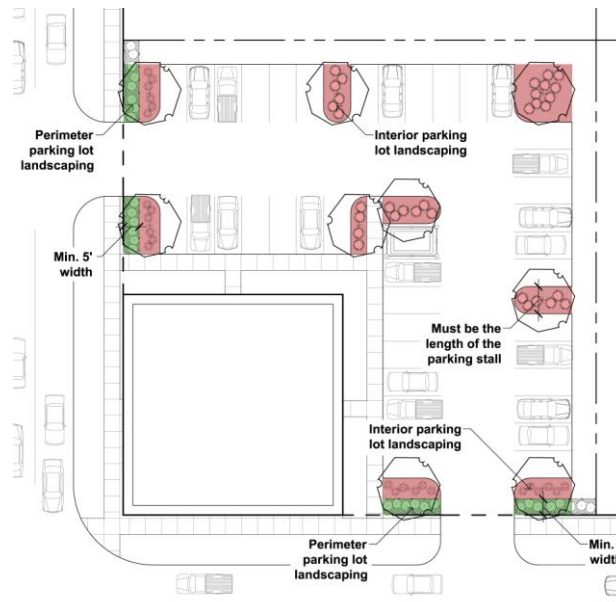 Perimeter
parking lot
landscaping
Interior parking
lot landscaping
Min. 5'
width
Must be the
length of the
parking stall
Interior parking
lot landscaping
Perimeter
parking lot
landscaping
Min.